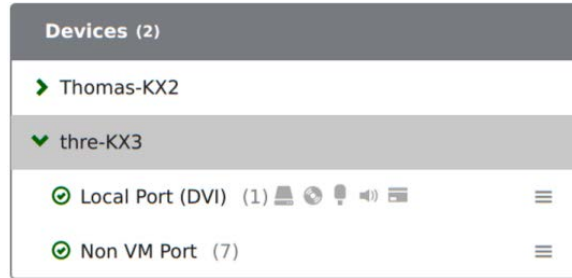 Devices (2)
Thomas-KX2
thre-KX3
Local Port (DVI) (1)
Non VM Port (7)